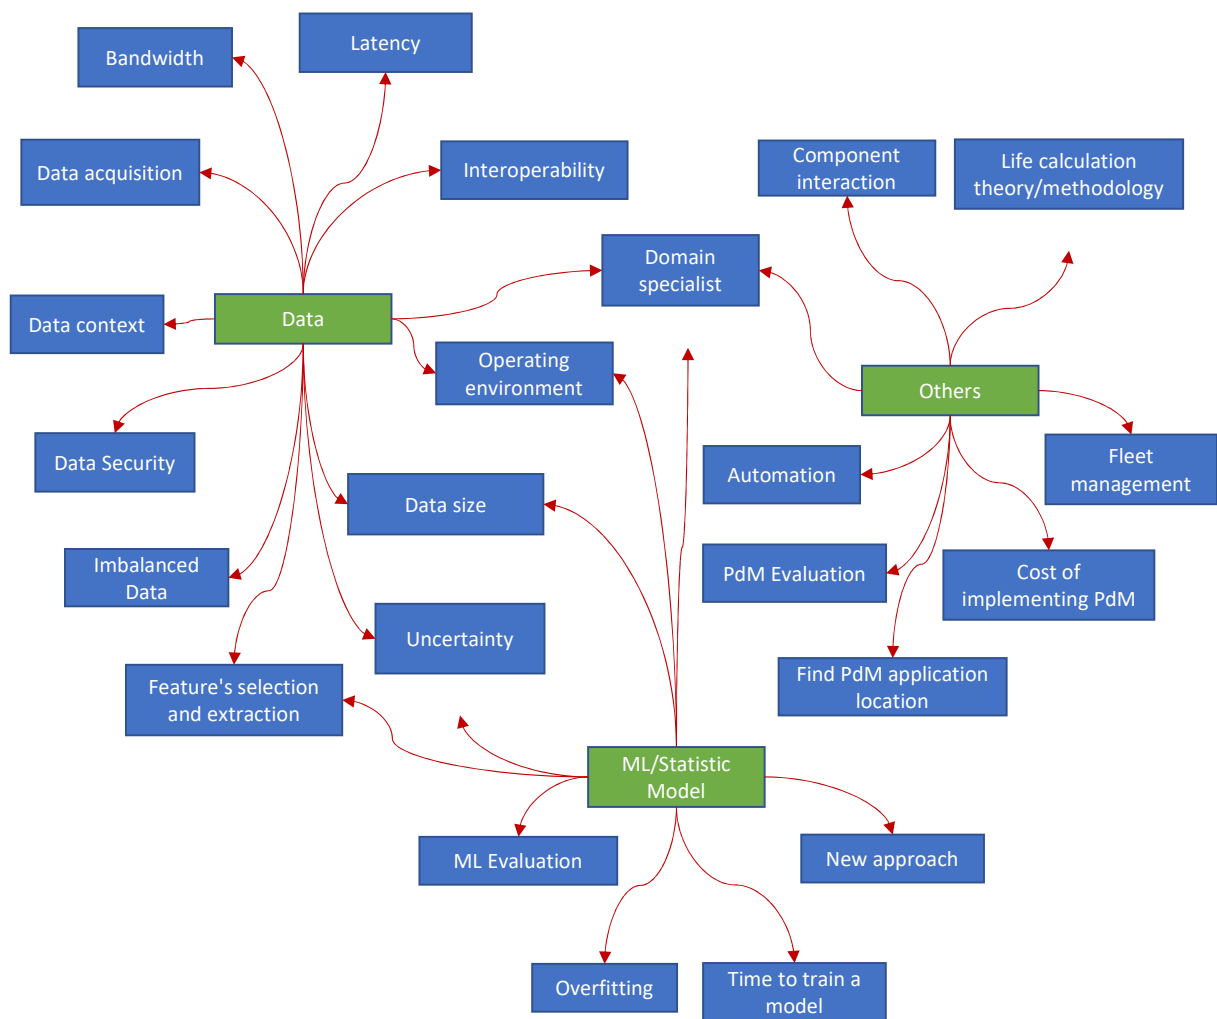 Latency
Bandwidth
Data acquisition
Interoperability
Component
interaction
Life calculation
theory/methodology
Domain
specialist
Data context
Data
Operating
environment
Others
Data Security
Automation
Fleet
management
Data size
Imbalanced
Data
PdM Evaluation
Cost of
implementing PdM
Uncertainty
Feature's selection
and extraction
Find PdM application
location
ML/Statistic
Model
ML Evaluation
New approach
Overfitting
Time to train a
model